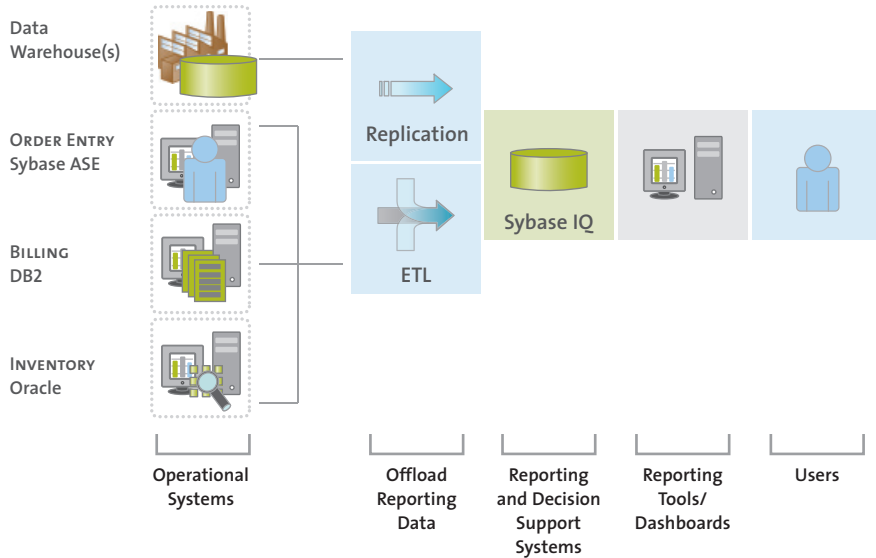 Data
Warehouse(s)
ORDER ENTRY
Sybase ASE
BILLING
DB2
INVENTORY
Oracle
Replication
ETL
Sybase IQ
Operational
Systems
Offload
Reporting
Data
Reporting
and Decision
Support
Systems
Reporting
Tools/
Dashboards
Users